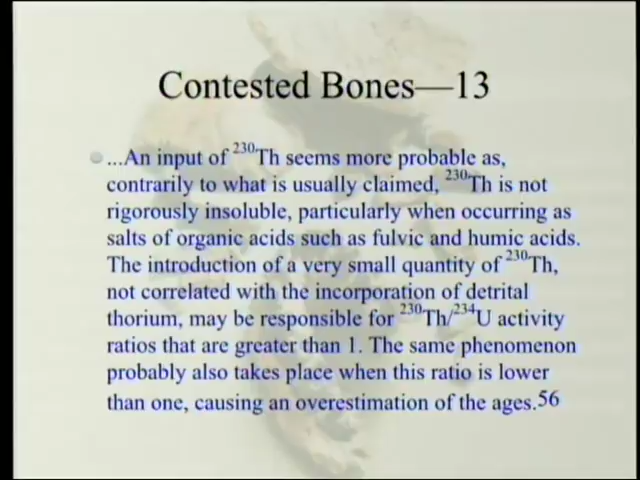 Contested Bones—13
...An input of ²³⁰Th seems more probable as,
contrarily to what is usually claimed, ²³⁰Th is not
rigorously insoluble, particularly when occurring as
salts of organic acids such as fulvic and humic acids.
The introduction of a very small quantity of ²³⁰Th,
not correlated with the incorporation of detrital
thorium, may be responsible for ²³⁰Th/²³⁴U activity
ratios that are greater than 1. The same phenomenon
probably also takes place when this ratio is lower
than one, causing an overestimation of the ages.56